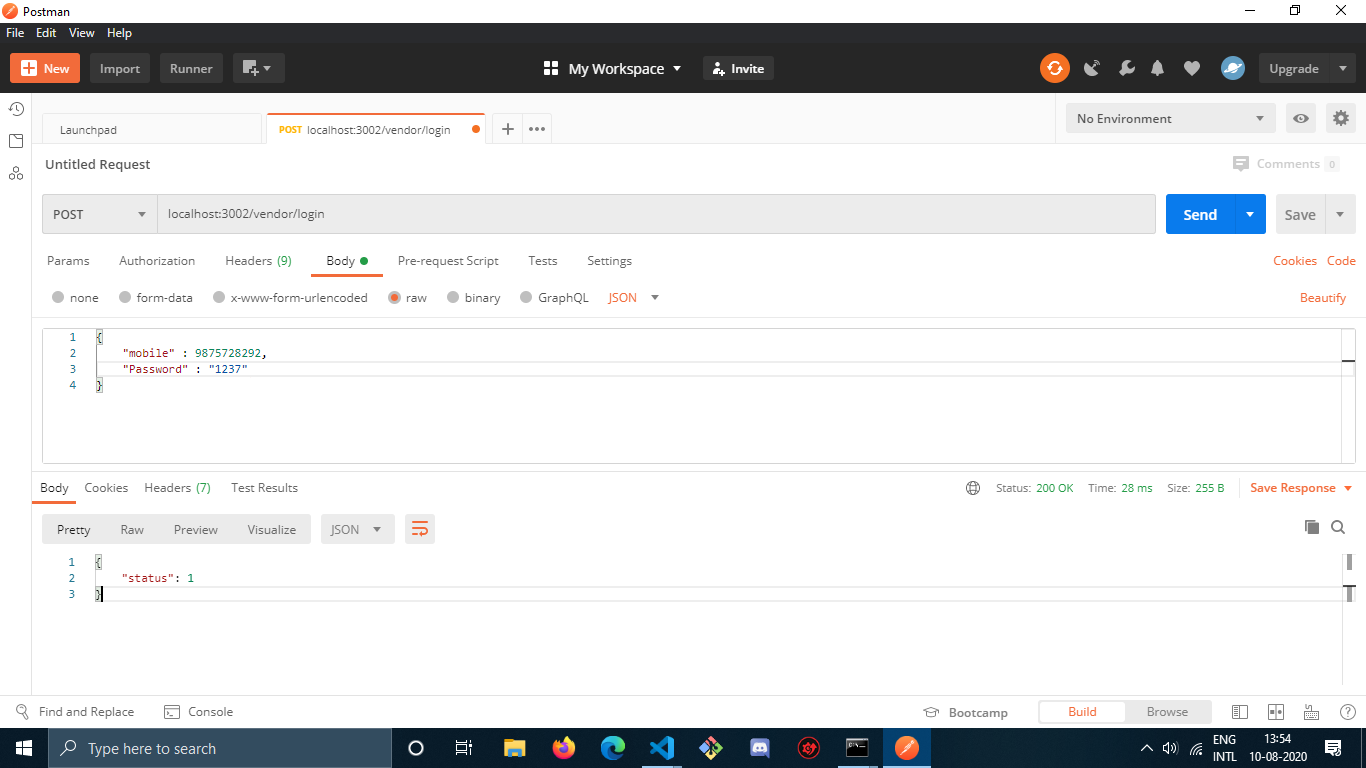 Postman
File Edit View Help
New Import Runner My Workspace Invite Upgrade
Launchpad POST localhost:3002/vendor/login No Environment
Untitled Request Comments 0
POST localhost:3002/vendor/login Send Save
Params Authorization Headers (9) Body Pre-request Script Tests Settings Cookies Code
none form-data x-www-form-urlencoded raw binary GraphQL JSON Beautify
1 {
2 "mobile" : 9875728292,
3 "Password" : "1237"
4 }
Body Cookies Headers (7) Test Results Status: 200 OK Time: 28 ms Size: 255 B Save Response
Pretty Raw Preview Visualize JSON
1 {
2 "status": 1
3 }
Find and Replace Console Bootcamp Build Browse
Type here to search
ENG 13:54
INTL 10-08-2020